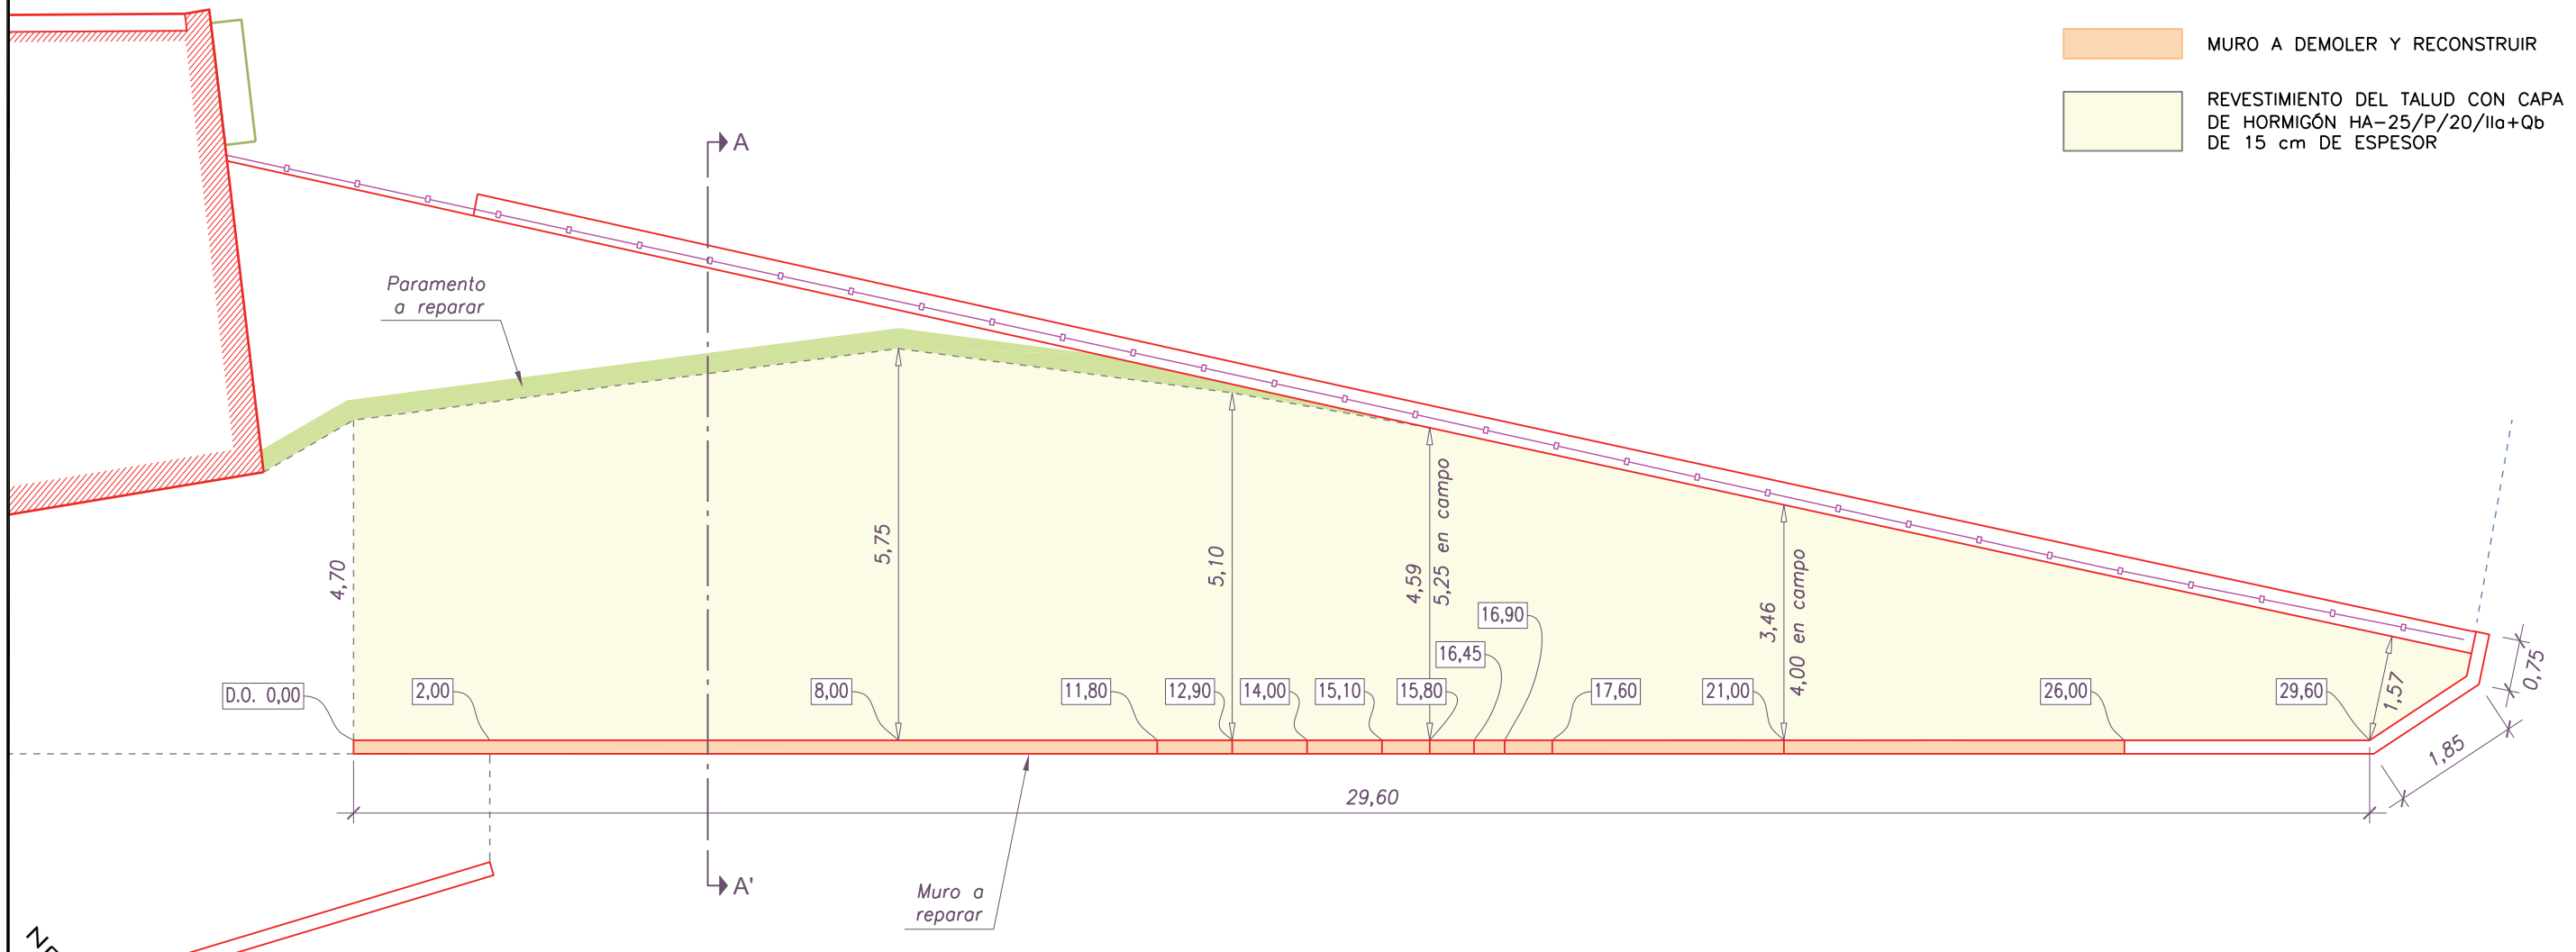 MURO A DEMOLER Y RECONSTRUIR
REVESTIMIENTO DEL TALUD CON CAPA
DE HORMIGÓN HA-25/P/20/IIa+Qb
DE 15 cm DE ESPESOR
A
Paramento
a reparar
4,70
5,75
5,10
4,59
5,25 en campo
3,46
4,00 en campo
1,57
0,75
1,85
D.O. 0,00
2,00
8,00
11,80
12,90
14,00
15,10
15,80
16,45
16,90
17,60
21,00
26,00
29,60
29,60
A'
Muro a
reparar